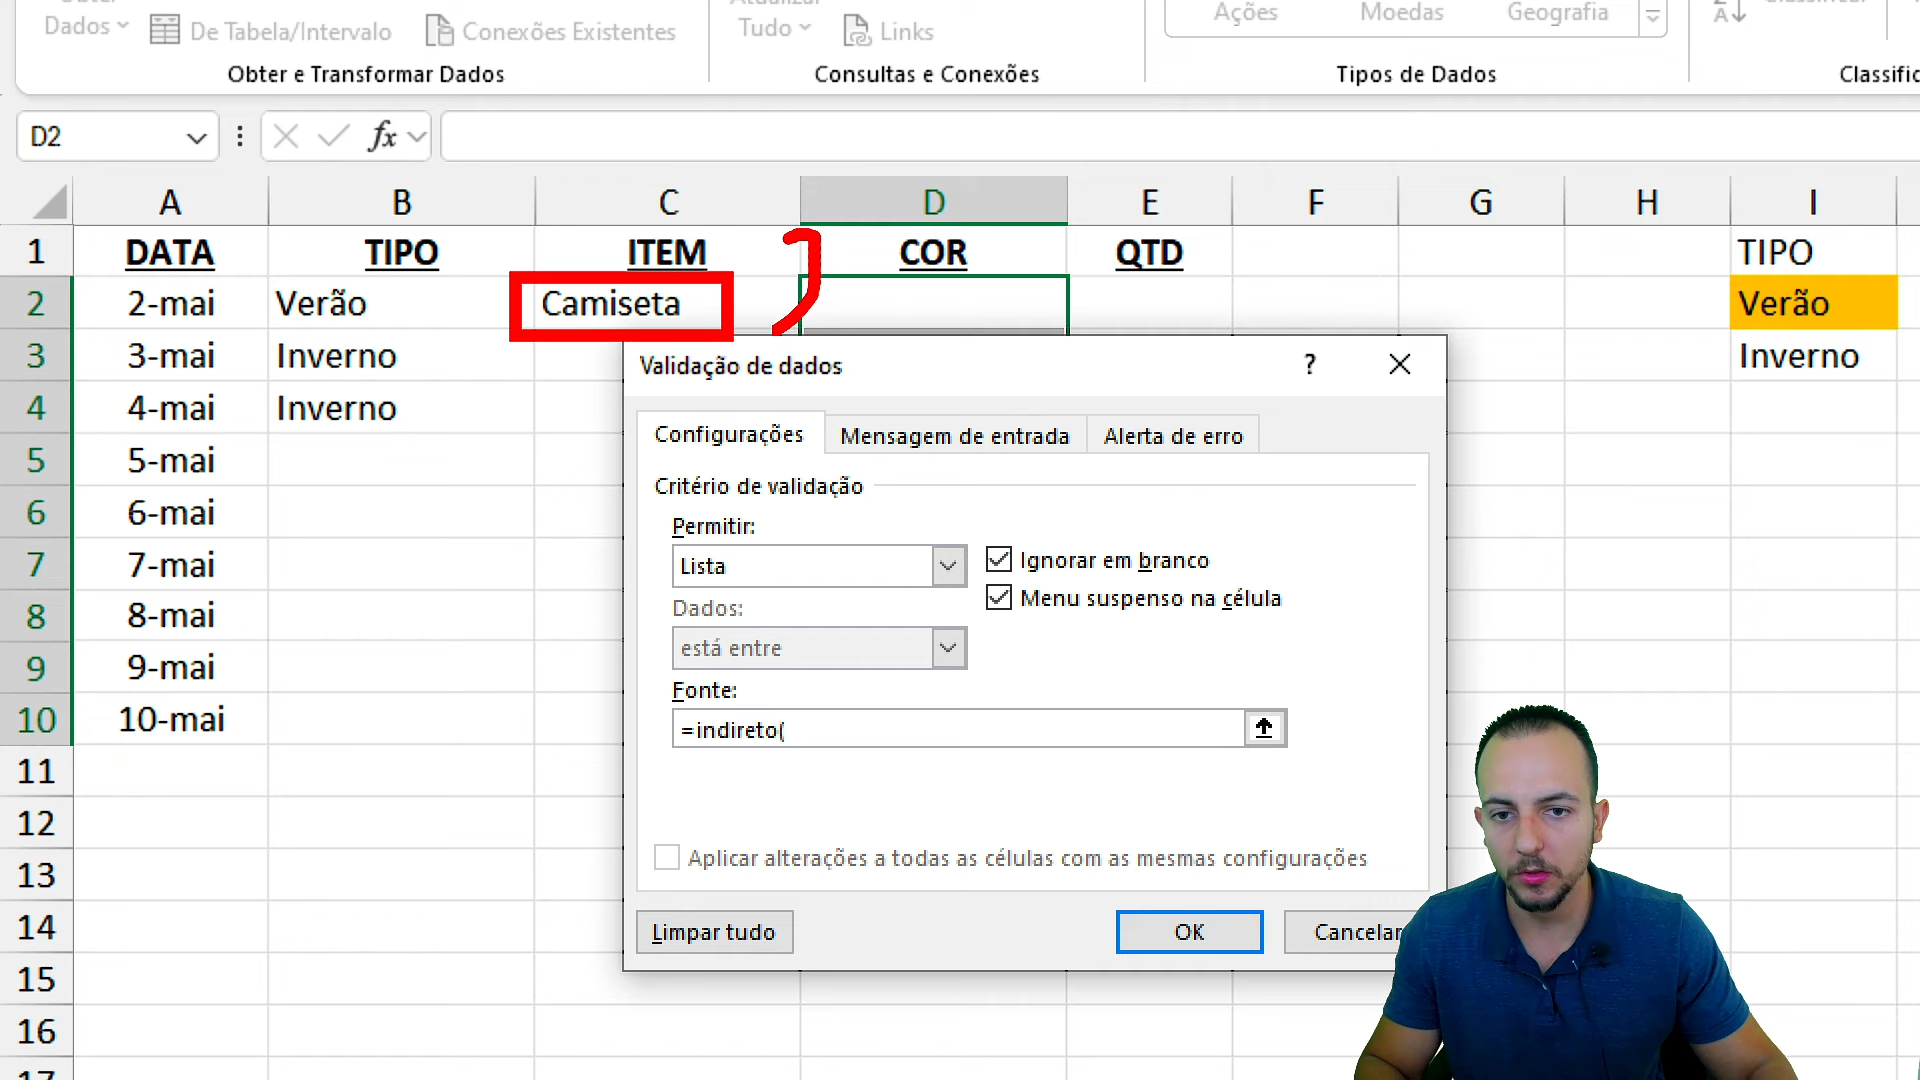 Dados
De Tabela/Intervalo
Conexões Existentes
Tudo
Links
Ações
Moedas
Geografia
Obter e Transformar Dados
Consultas e Conexões
Tipos de Dados
D2
fx
A B C D E F G H I
1 DATA TIPO ITEM COR QTD TIPO
2 2-mai Verão Camiseta Verão
3 3-mai Inverno Inverno
4 4-mai Inverno
5 5-mai
6 6-mai
7 7-mai
8 8-mai
9 9-mai
10 10-mai
11
12
13
14
15
16
17
Validação de dados ?
Configurações Mensagem de entrada Alerta de erro
Critério de validação
Permitir:
Lista
Ignorar em branco
Menu suspenso na célula
Dados:
está entre
Fonte:
=indireto(
Aplicar alterações a todas as células com as mesmas configurações
Limpar tudo OK Cancelar